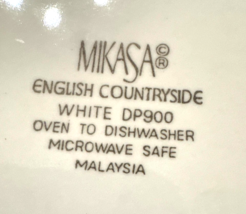 MIKASA©®
ENGLISH COUNTRYSIDE
WHITE DP900
OVEN TO DISHWASHER
MICROWAVE SAFE
MALAYSIA